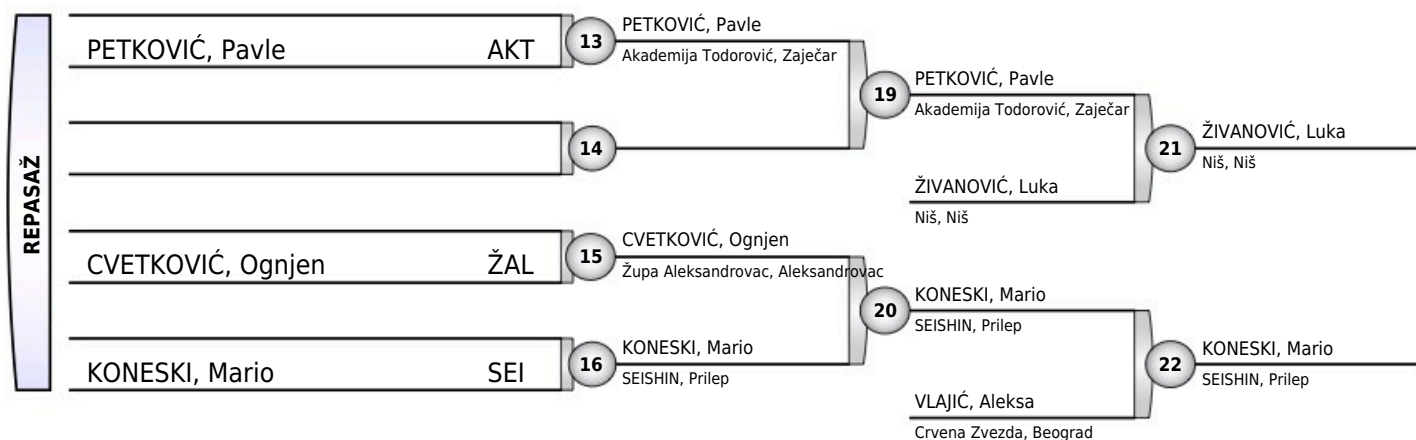 REPASAŽ
PETKOVIĆ, Pavle AKT
13
PETKOVIĆ, Pavle
Akademija Todorović, Zaječar
14
19
PETKOVIĆ, Pavle
Akademija Todorović, Zaječar
ŽIVANOVIĆ, Luka
Niš, Niš
21
ŽIVANOVIĆ, Luka
Niš, Niš
CVETKOVIĆ, Ognjen ŽAL
15
CVETKOVIĆ, Ognjen
Župa Aleksandrovac, Aleksandrovac
KONESKI, Mario SEI
16
KONESKI, Mario
SEISHIN, Prilep
20
KONESKI, Mario
SEISHIN, Prilep
VLAJIĆ, Aleksa
Crvena Zvezda, Beograd
22
KONESKI, Mario
SEISHIN, Prilep